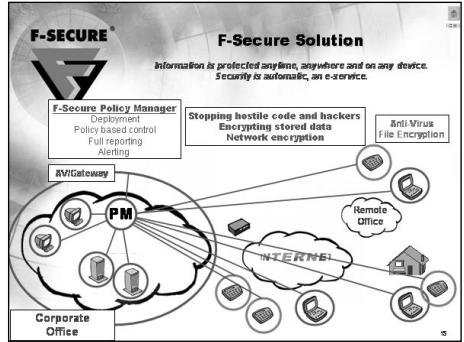 F-SECURE®
F-Secure Solution
Information is protected anytime, anywhere and on any device.
Security is automatic, an e-service.
F-Secure Policy Manager
Deployment
Policy based control
Full reporting
Alerting
Stopping hostile code and hackers
Encrypting stored data
Network encryption
Anti-Virus
File Encryption
AV/Gateway
PM
Remote
Office
INTERNET
Corporate
Office
15